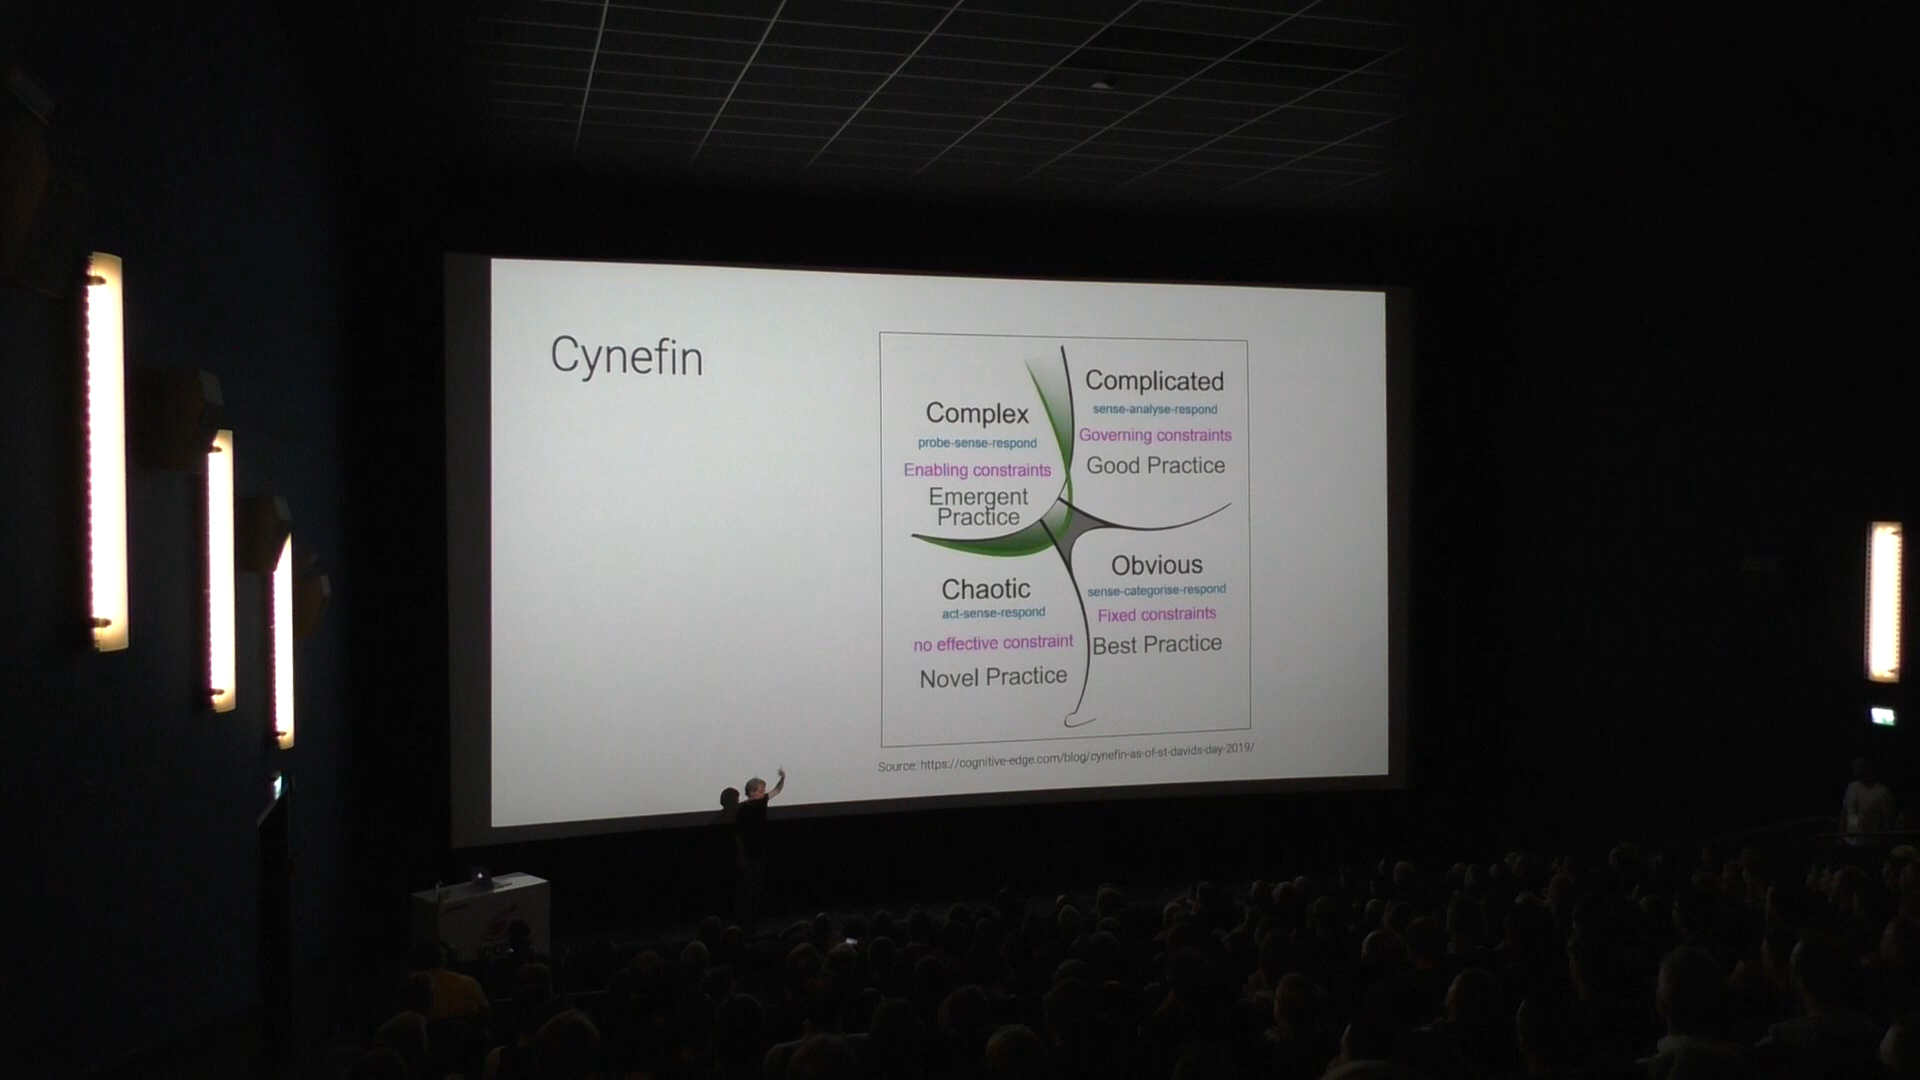 Cynefin
Complex
probe-sense-respond
Enabling constraints
Emergent
Practice
Complicated
sense-analyse-respond
Governing constraints
Good Practice
Chaotic
act-sense-respond
no effective constraint
Novel Practice
Obvious
sense-categorise-respond
Fixed constraints
Best Practice
Source: https://cognitive-edge.com/blog/cynefin-as-of-st-davids-day-2019/